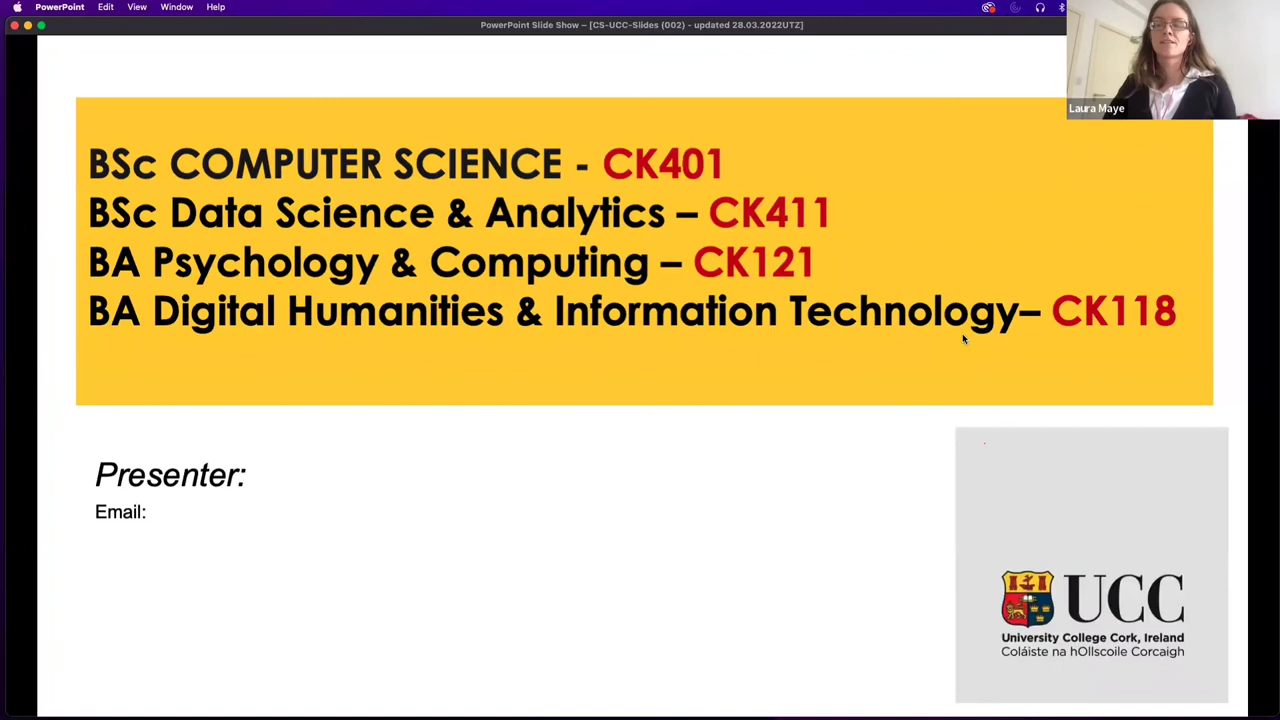 PowerPoint Edit View Window Help
PowerPoint Slide Show – [CS-UCC-Slides (002) - updated 28.03.2022UTZ]
Laura Maye
BSc COMPUTER SCIENCE - CK401
BSc Data Science & Analytics – CK411
BA Psychology & Computing – CK121
BA Digital Humanities & Information Technology– CK118
Presenter:
Email:
UCC
University College Cork, Ireland
Coláiste na hOllscoile Corcaigh